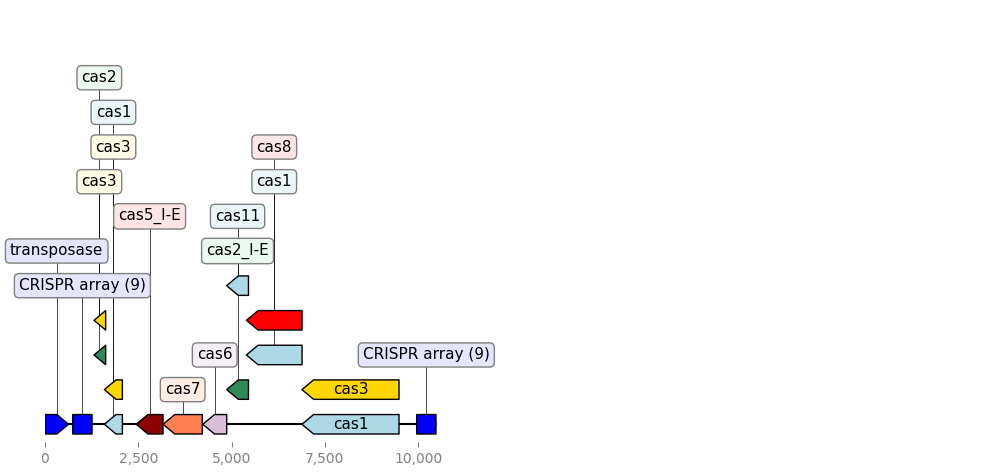 cas2
cas1
cas3
cas8
cas3
cas1
cas5_I-E
cas11
transposase
cas2_I-E
CRISPR array (9)
cas6
CRISPR array (9)
cas7
cas3
cas1
0
2,500
5,000
7,500
10,000